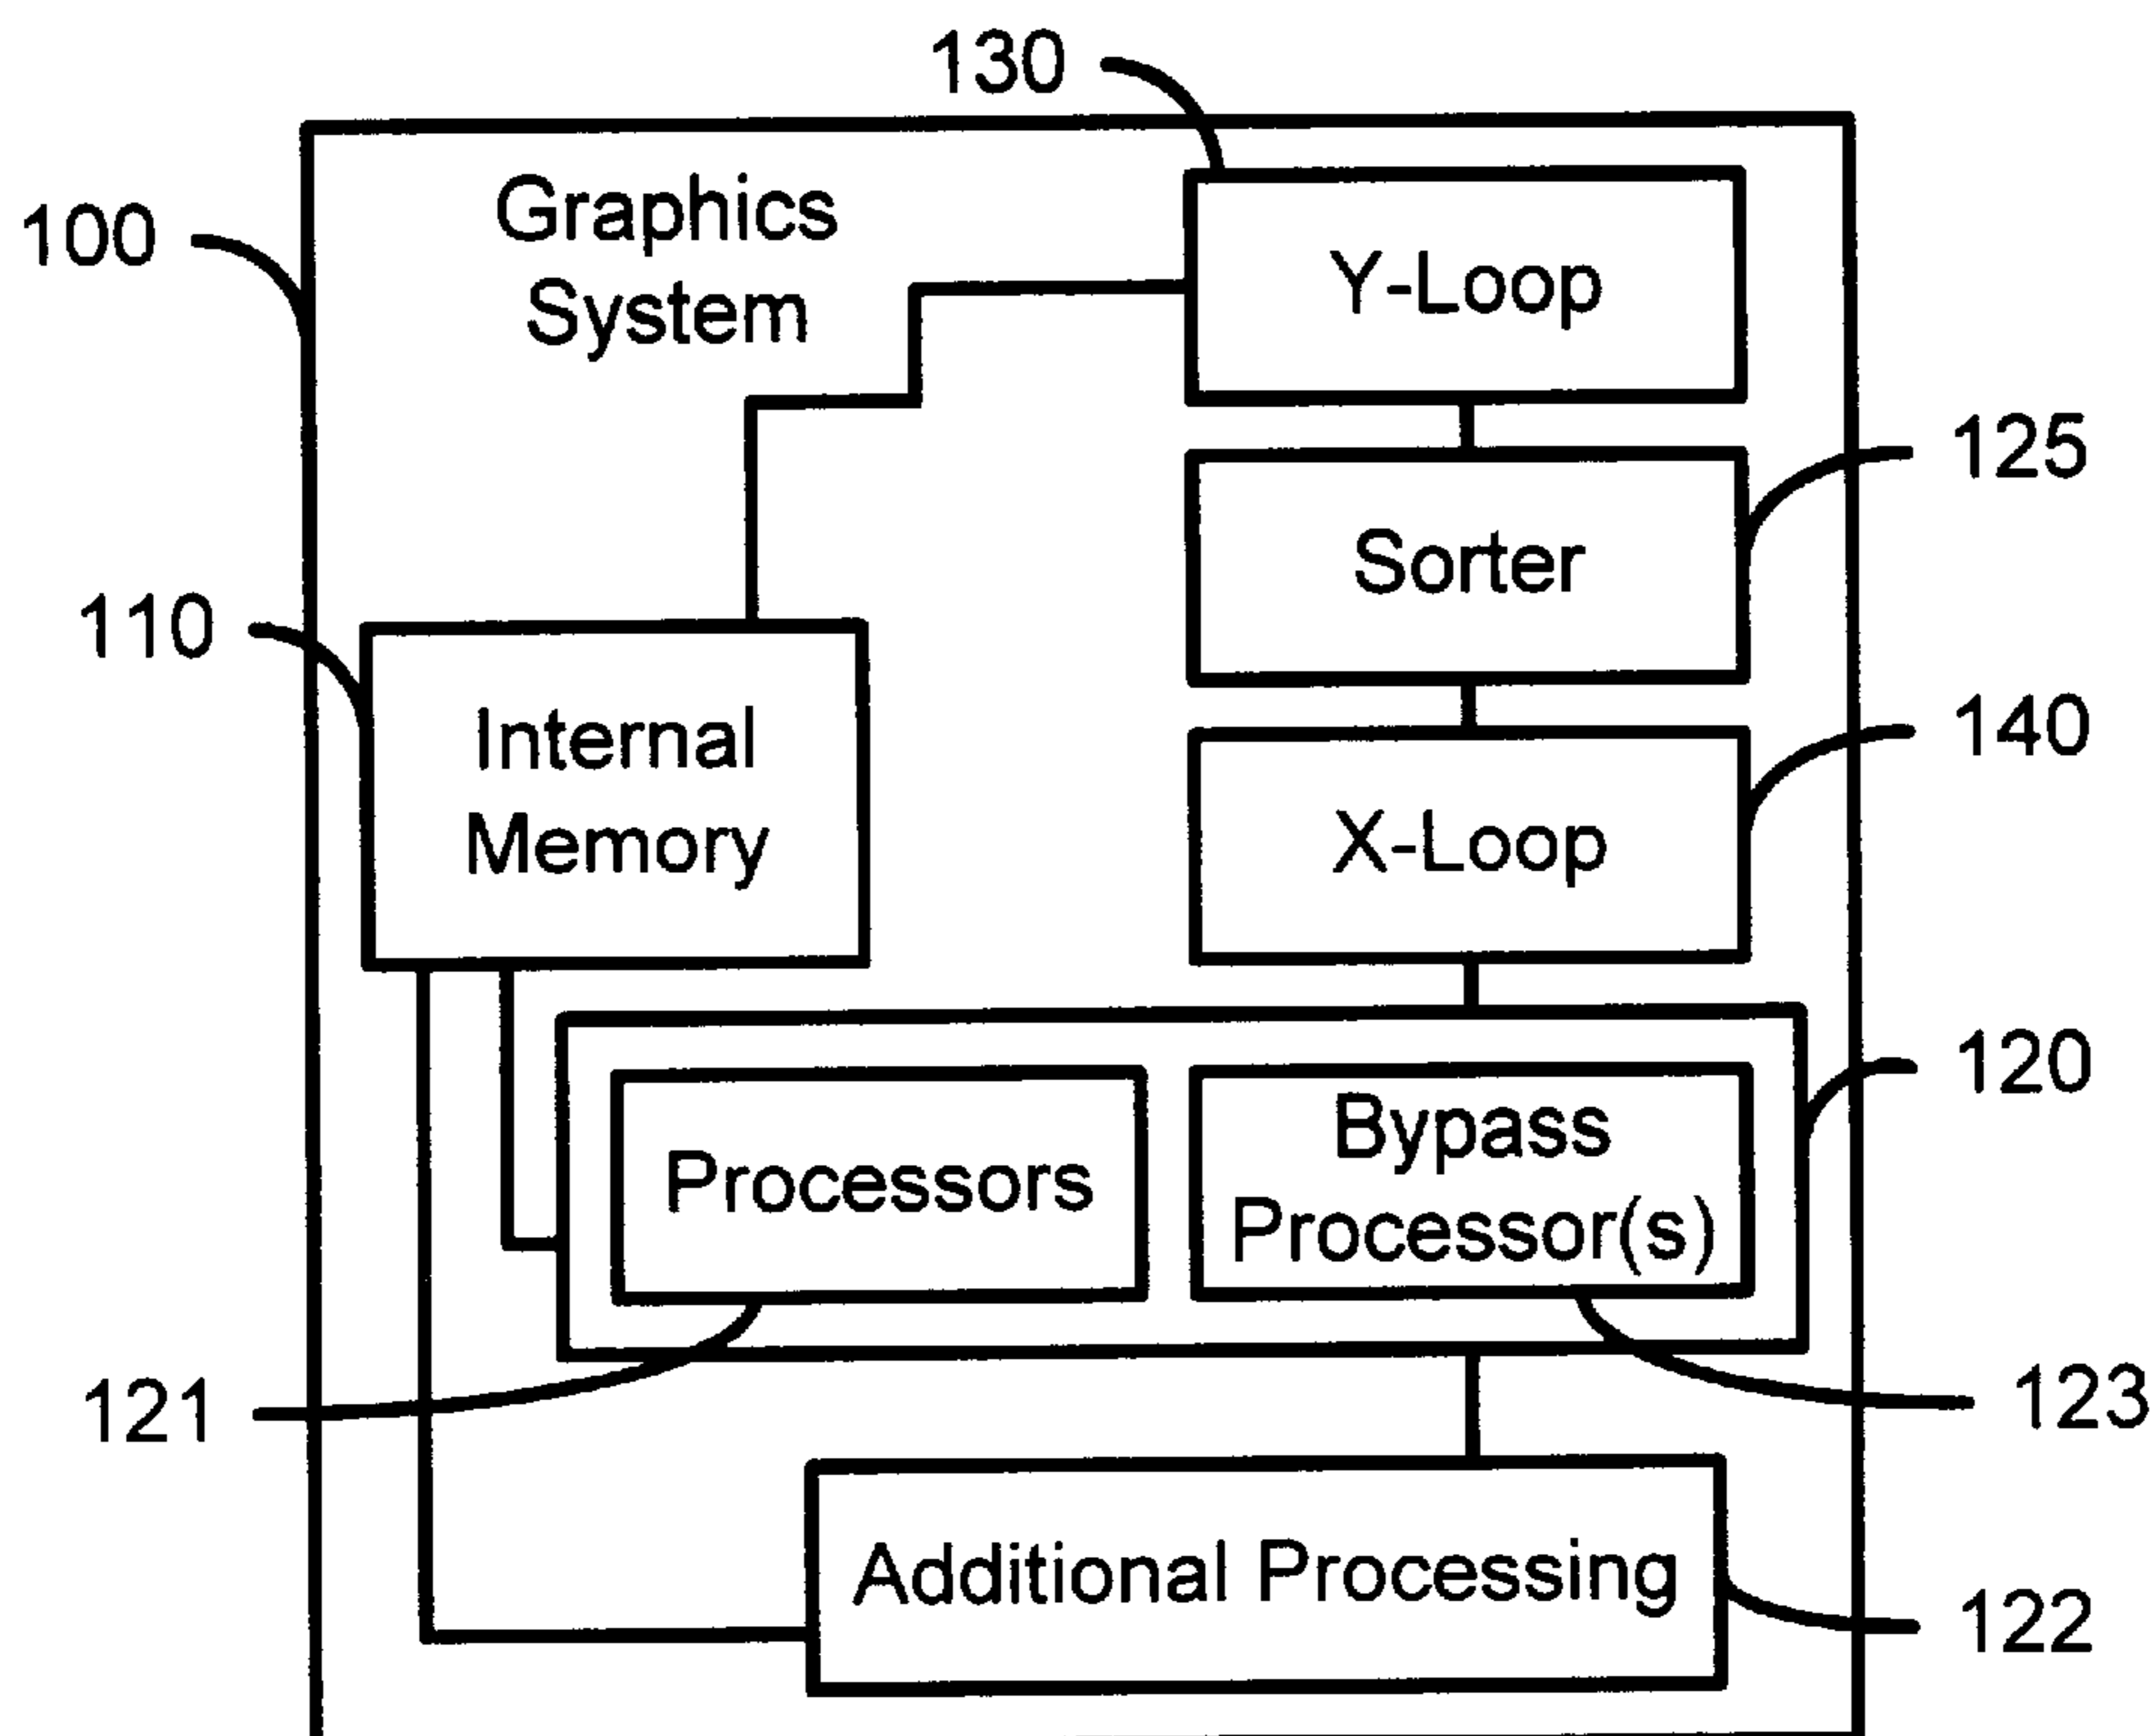 130
100
Graphics
System
Y-Loop
125
Sorter
110
Internal
Memory
140
X-Loop
120
Processors
Bypass
Processor(s)
121
123
Additional Processing
122